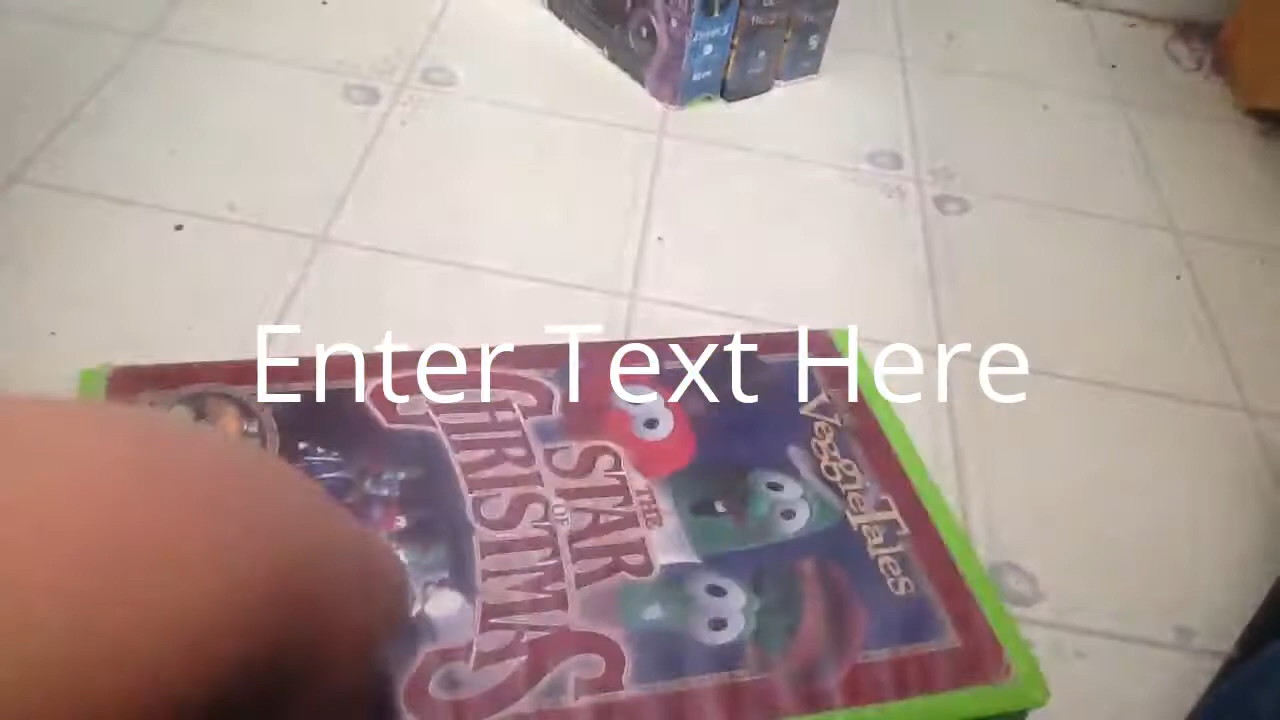 Enter Text Here
VeggieTales
THE
STAR
OF
CHRISTMAS